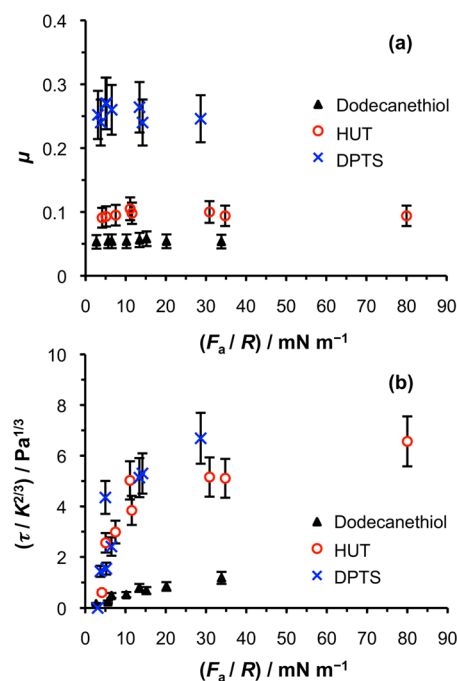 (a)
0.4
0.3
0.2
0.1
0
μ
Dodecanethiol
HUT
DPTS
0 10 20 30 40 50 60 70 80 90
(Fa / R) / mN m−1
(b)
10
8
6
4
2
0
(τ / K2/3) / Pa1/3
Dodecanethiol
HUT
DPTS
0 10 20 30 40 50 60 70 80 90
(Fa / R) / mN m−1